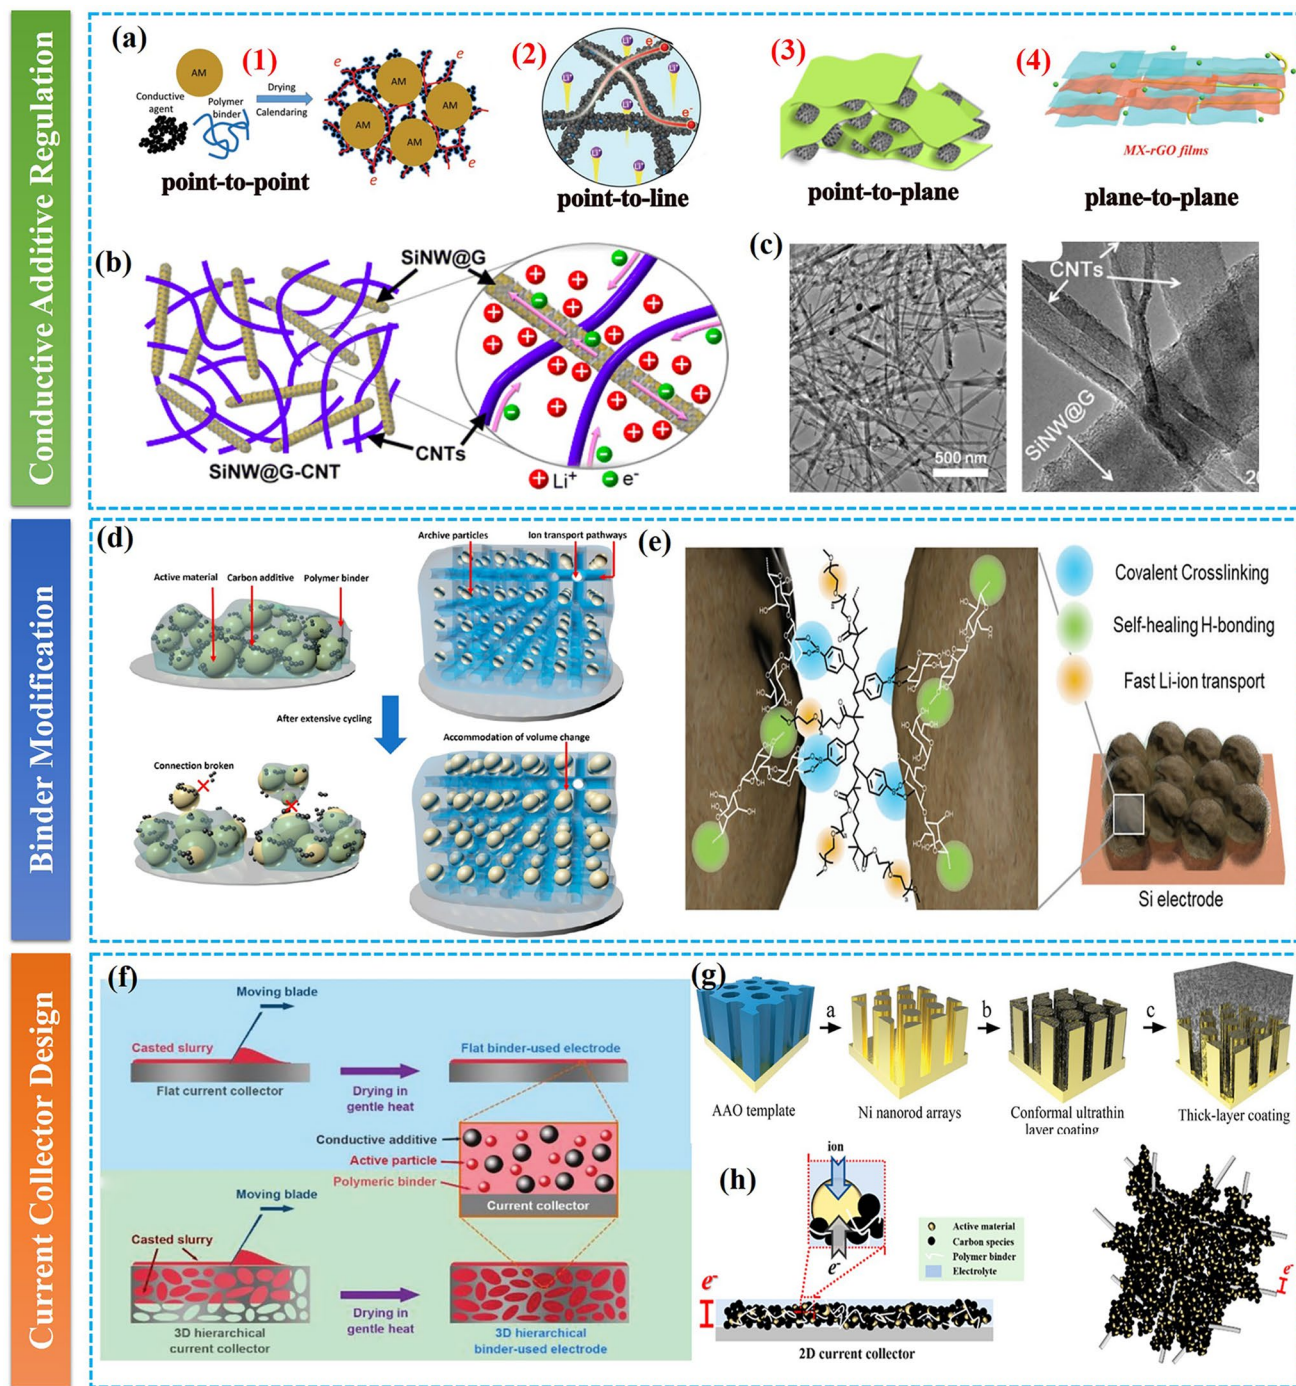 Conductive Additive Regulation
(a)
(1)
AM
Conductive
agent
Polymer
binder
Drying
Calendaring
e
e
AM
AM
AM
AM
e
e
point-to-point
(2)
Li+
e-
Li+
Li+
e-
Li+
Li+
Li+
point-to-line
(3)
point-to-plane
(4)
MX-rGO films
plane-to-plane
(b)
SiNW@G
CNTs
SiNW@G-CNT
Li+
e-
(c)
500 nm
CNTs
SiNW@G
Binder Modification
(d)
Active material
Carbon additive
Polymer binder
Archive particles
Ion transport pathways
After extensive cycling
Accommodation of volume change
Connection broken
(e)
Covalent Crosslinking
Self-healing H-bonding
Fast Li-ion transport
Si electrode
Current Collector Design
(f)
Moving blade
Casted slurry
Flat current collector
Drying in
gentle heat
Flat binder-used electrode
Conductive additive
Active particle
Polymeric binder
Current collector
Moving blade
Casted slurry
3D hierarchical
current collector
Drying in
gentle heat
3D hierarchical
binder-used electrode
(g)
a
b
c
AAO template
Ni nanorod arrays
Conformal ultrathin
layer coating
Thick-layer coating
(h)
ion
e-
Active material
Carbon species
Polymer binder
Electrolyte
e-
2D current collector
e-